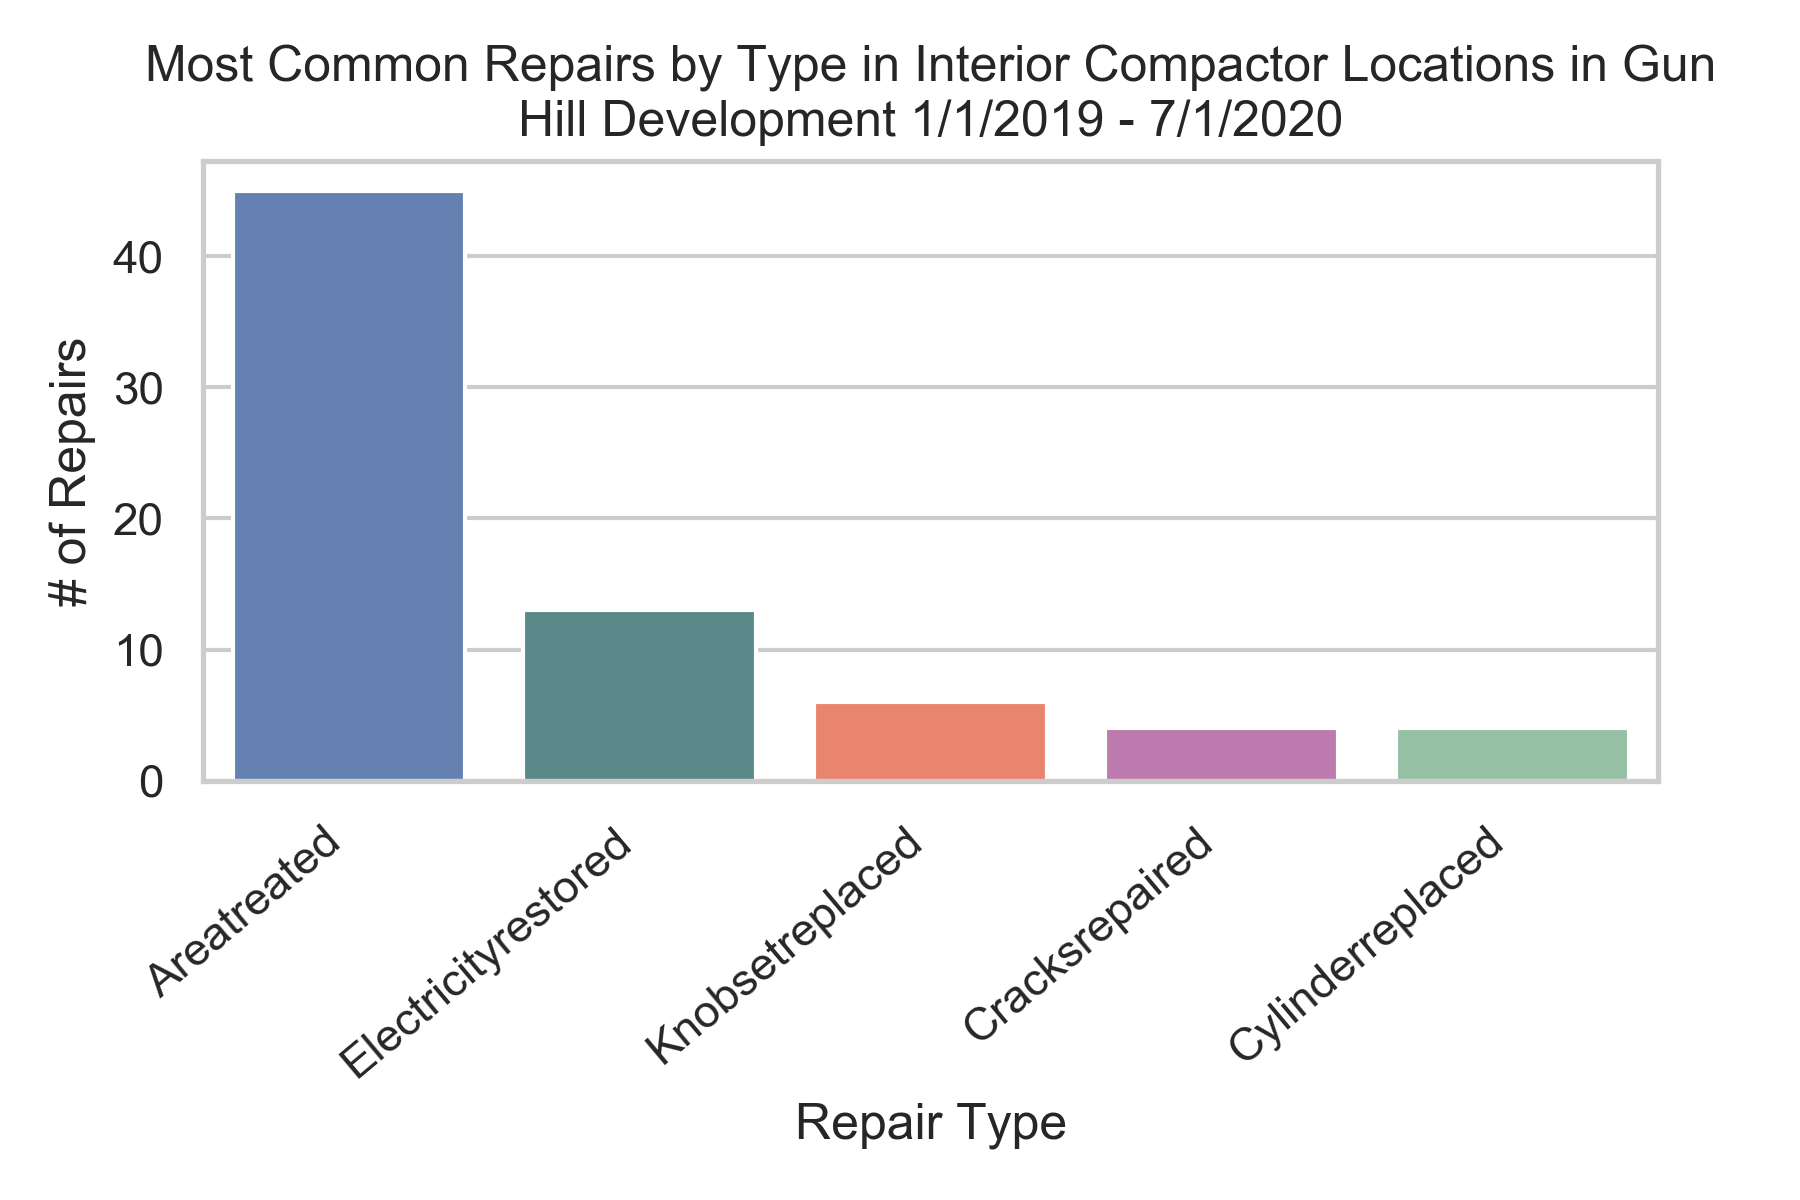 Most Common Repairs by Type in Interior Compactor Locations in Gun
Hill Development 1/1/2019 - 7/1/2020
# of Repairs
40
30
20
10
0
Areatreated
Electricityrestored
Knobsetreplaced
Cracksrepaired
Cylinderreplaced
Repair Type